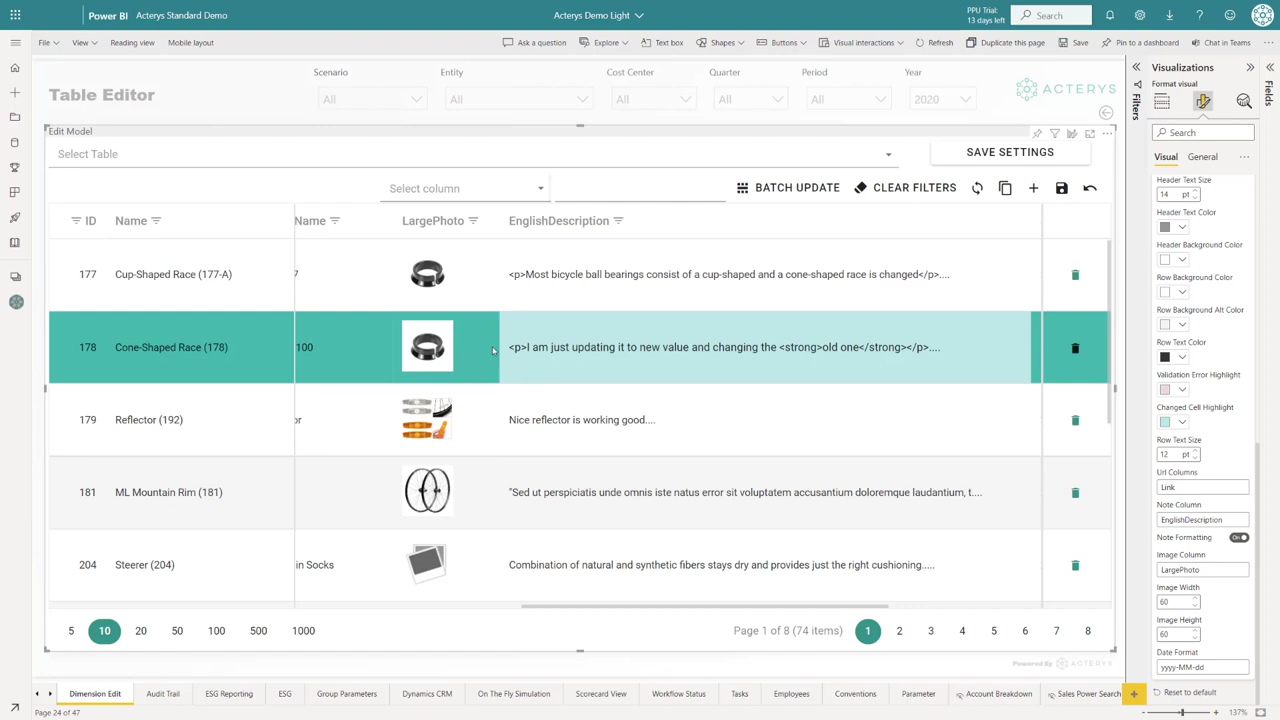 Power BI Acterys Standard Demo Acterys Demo Light PPU Trial: 13 days left Search
File View Reading view Mobile layout Ask a question Explore Text box Shapes Buttons Visual interactions Refresh Duplicate this page Save Pin to a dashboard Chat in Teams
Table Editor
Scenario Entity Cost Center Quarter Period Year
All All All All All 2020
ACTERYS
Edit Model
Select Table
SAVE SETTINGS
Select column
BATCH UPDATE CLEAR FILTERS
ID Name Name LargePhoto EnglishDescription
177 Cup-Shaped Race (177-A) 7 <p>Most bicycle ball bearings consist of a cup-shaped and a cone-shaped race is changed</p>....
178 Cone-Shaped Race (178) 100 <p>I am just updating it to new value and changing the <strong>old one</strong></p>....
179 Reflector (192) or Nice reflector is working good....
181 ML Mountain Rim (181) "Sed ut perspiciatis unde omnis iste natus error sit voluptatem accusantium doloremque laudantium, t....
204 Steerer (204) in Socks Combination of natural and synthetic fibers stays dry and provides just the right cushioning.....
5 10 20 50 100 500 1000 Page 1 of 8 (74 items) 1 2 3 4 5 6 7 8
Powered By ACTERYS
Dimension Edit Audit Trail ESG Reporting ESG Group Parameters Dynamics CRM On The Fly Simulation Scorecard View Workflow Status Tasks Employees Conventions Parameter Account Breakdown Sales Power Search
Page 24 of 47
137%
Filters
Visualizations
Fields
Format visual
Search
Visual General
Header Text Size
14 pt
Header Text Color
Header Background Color
Row Background Color
Row Background Alt Color
Row Text Color
Validation Error Highlight
Changed Cell Highlight
Row Text Size
12 pt
Url Columns
Link
Note Column
EnglishDescription
Note Formatting On
Image Column
LargePhoto
Image Width
60
Image Height
60
Date Format
yyyy-MM-dd
Reset to default